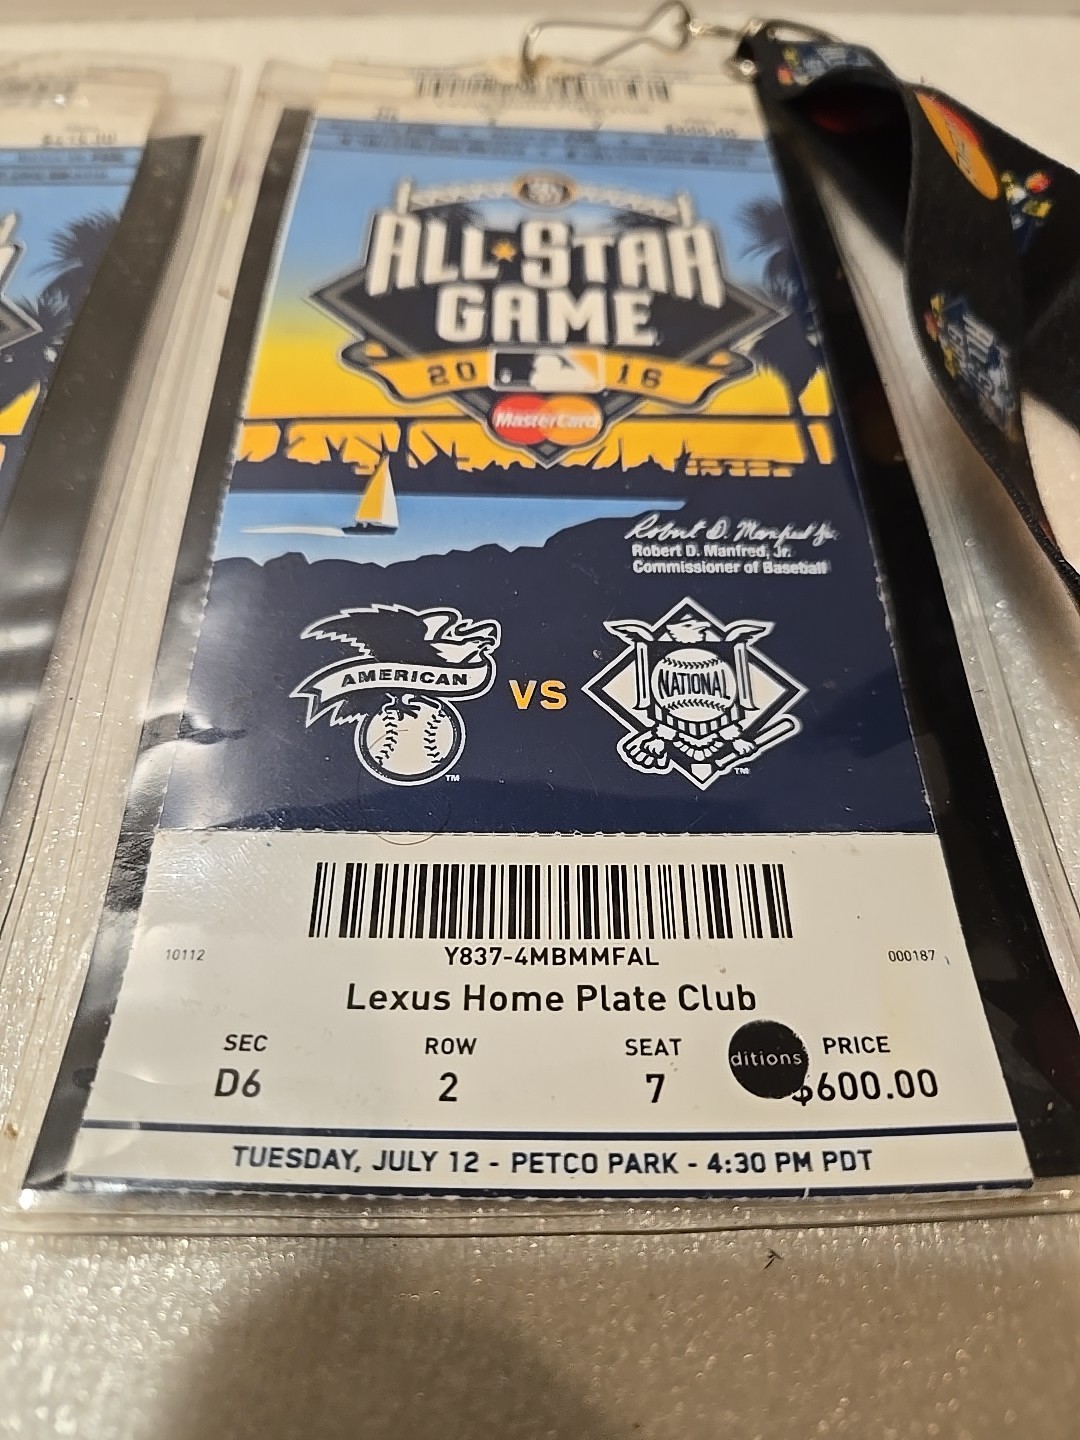 ALL★STAR
GAME
20 16
MasterCard
Robert D. Manfred Jr.
Robert D. Manfred, Jr.
Commissioner of Baseball
AMERICAN
TM
VS
NATIONAL
TM
Y837-4MBMMFAL
10112
000187
Lexus Home Plate Club
SEC ROW SEAT PRICE
D6 2 7 $600.00
ditions
TUESDAY, JULY 12 - PETCO PARK - 4:30 PM PDT